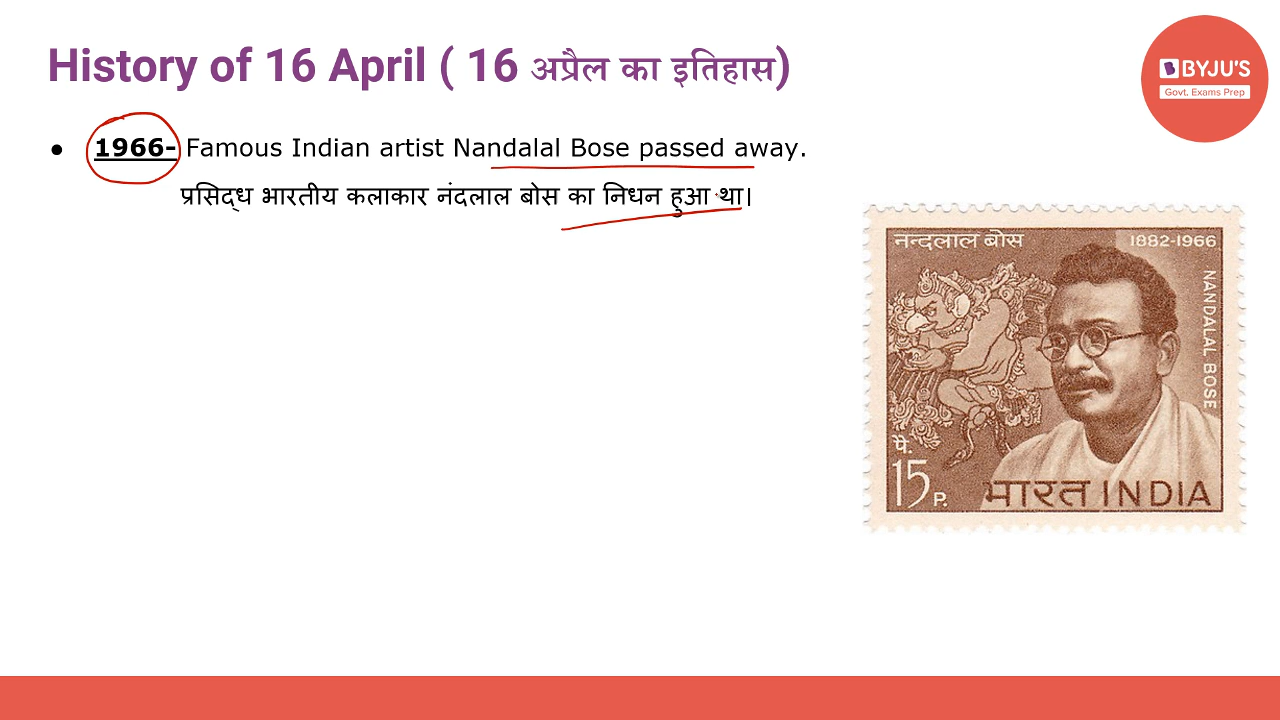 History of 16 April ( 16 अप्रैल का इतिहास)
BYJU'S
Govt. Exams Prep
● 1966- Famous Indian artist Nandalal Bose passed away.
प्रसिद्ध भारतीय कलाकार नंदलाल बोस का निधन हुआ था।
नन्दलाल बोस
1882-1966
NANDALAL BOSE
पै.
15 P.
भारत INDIA